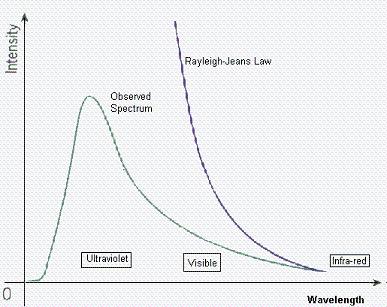 Intensity
Rayleigh-Jeans Law
Observed
Spectrum
Ultraviolet
Visible
Infra-red
0
Wavelength